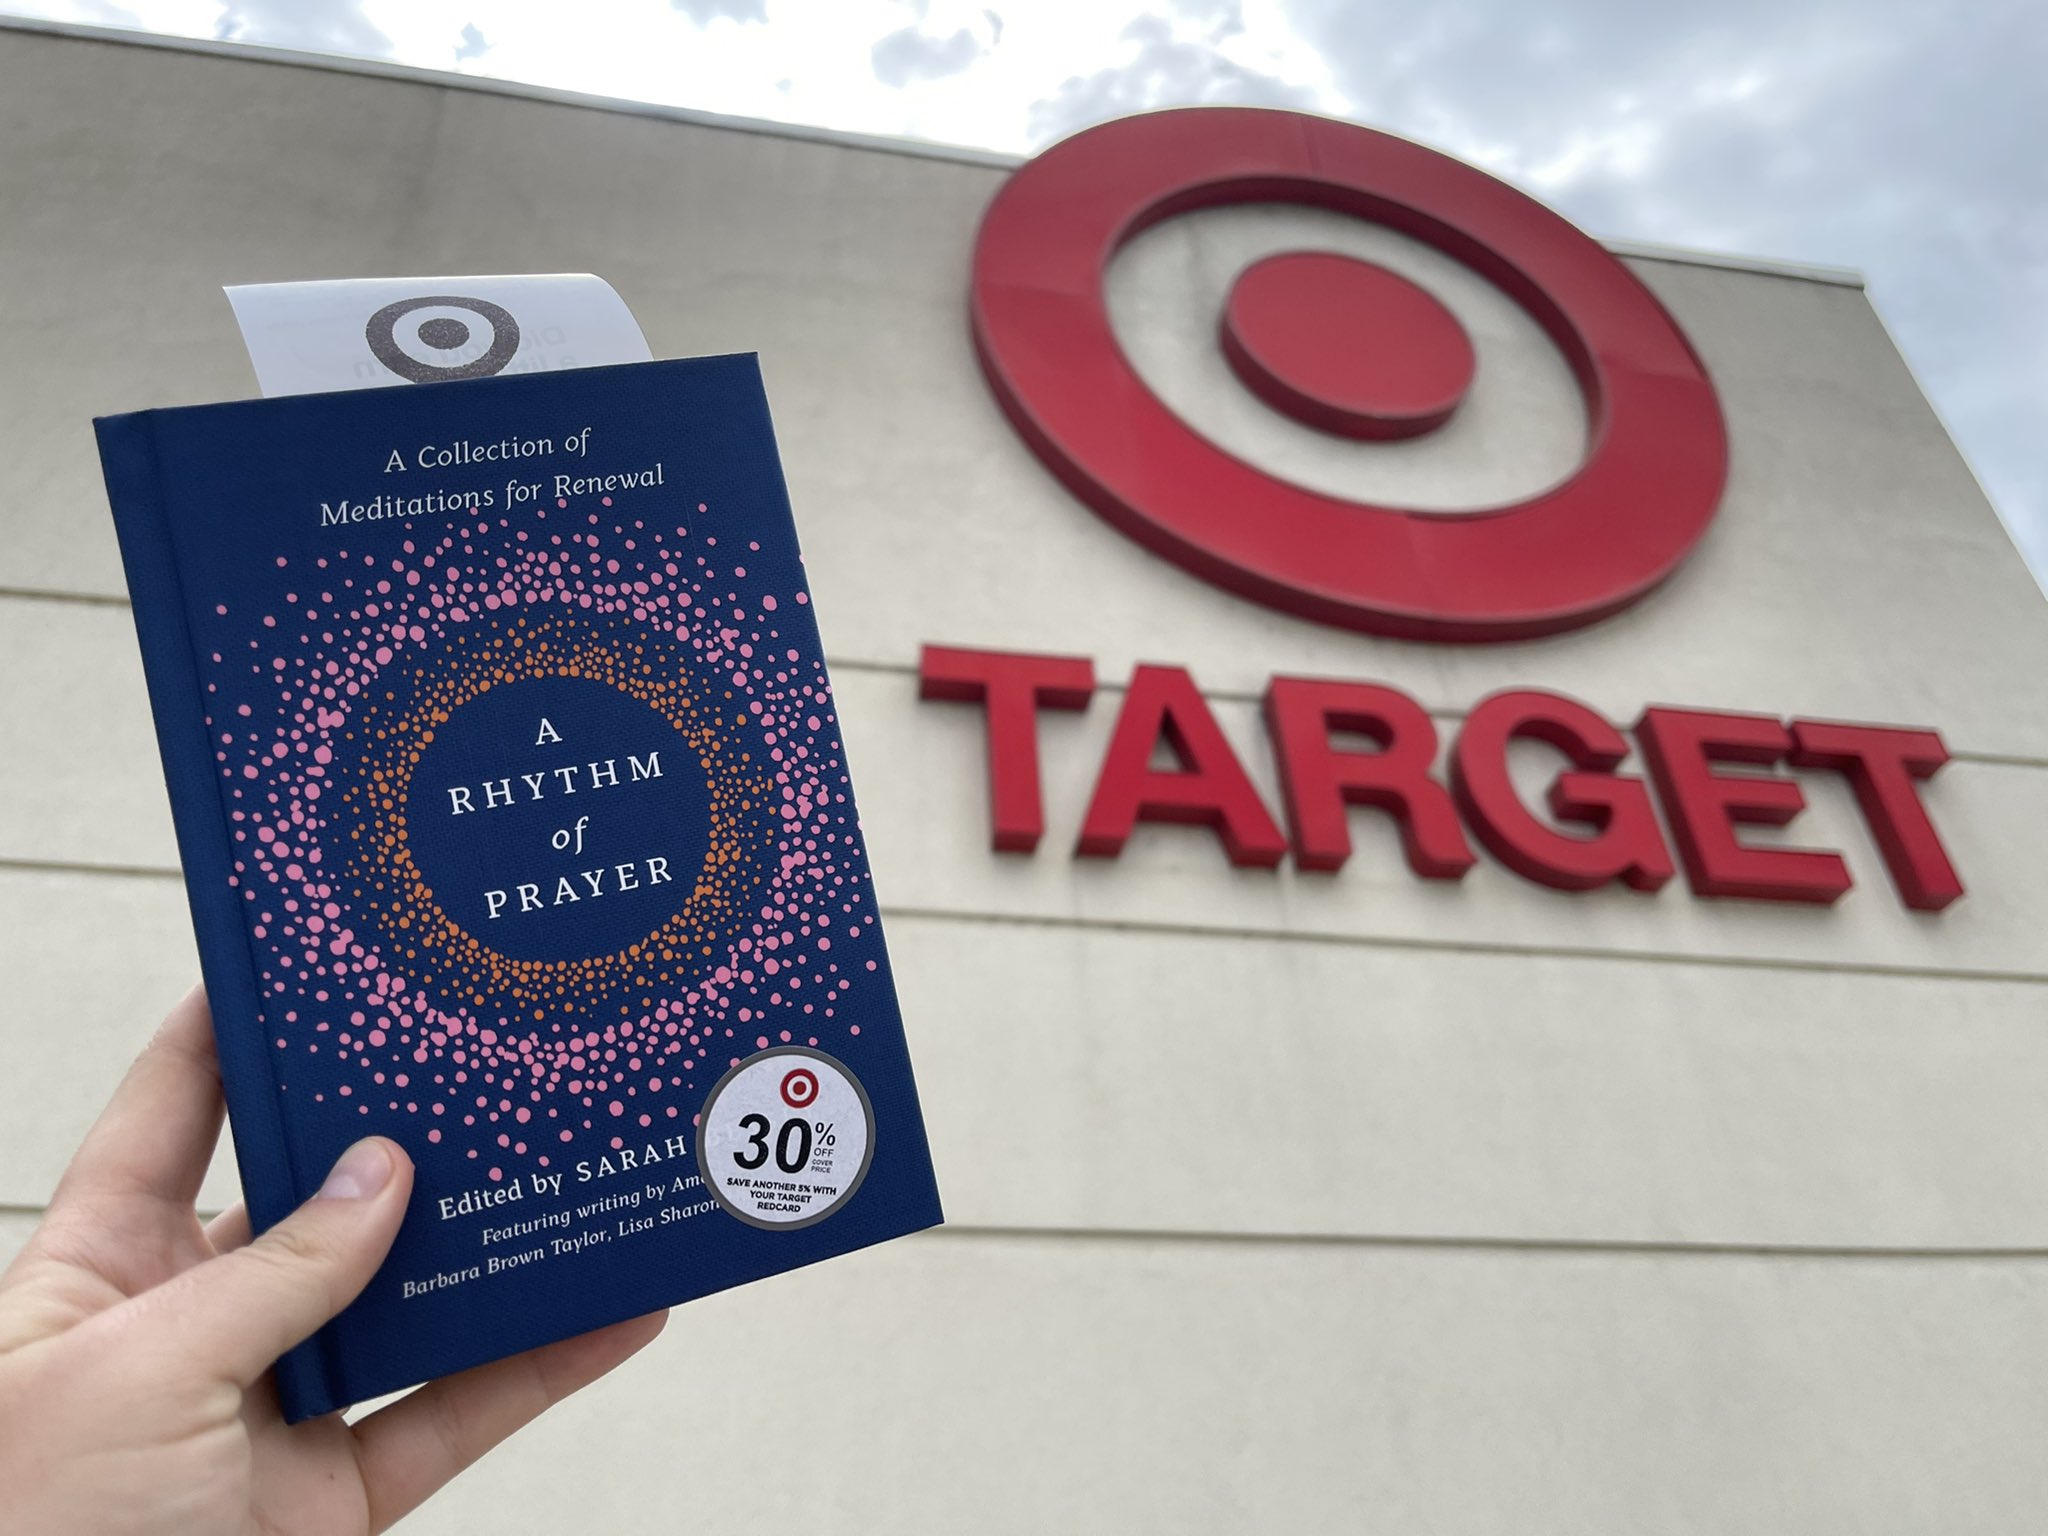 A Collection of
Meditations for Renewal
A
RHYTHM
of
PRAYER
Edited by SARAH
Featuring writing by
Barbara Brown Taylor, Lisa Sharon
30%
OFF
COVER
PRICE
SAVE ANOTHER 5% WITH
YOUR TARGET
REDCARD
TARGET